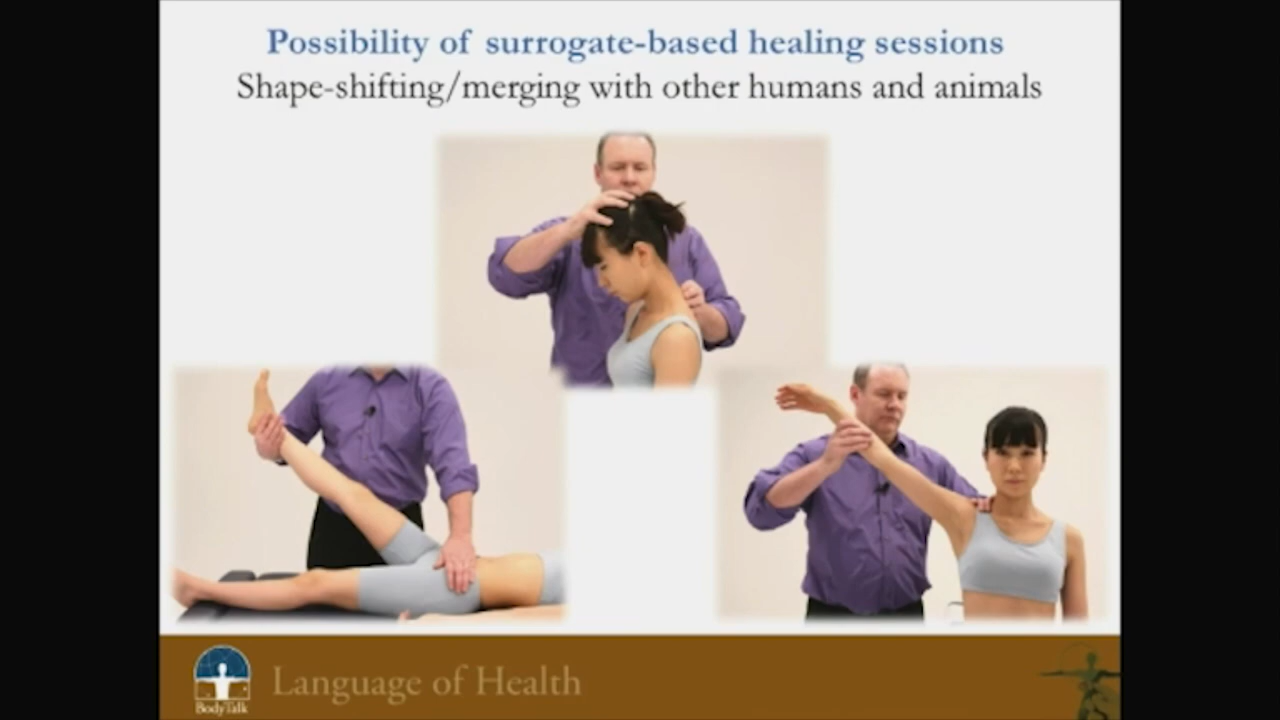 Possibility of surrogate-based healing sessions
Shape-shifting/merging with other humans and animals
BodyTalk
Language of Health